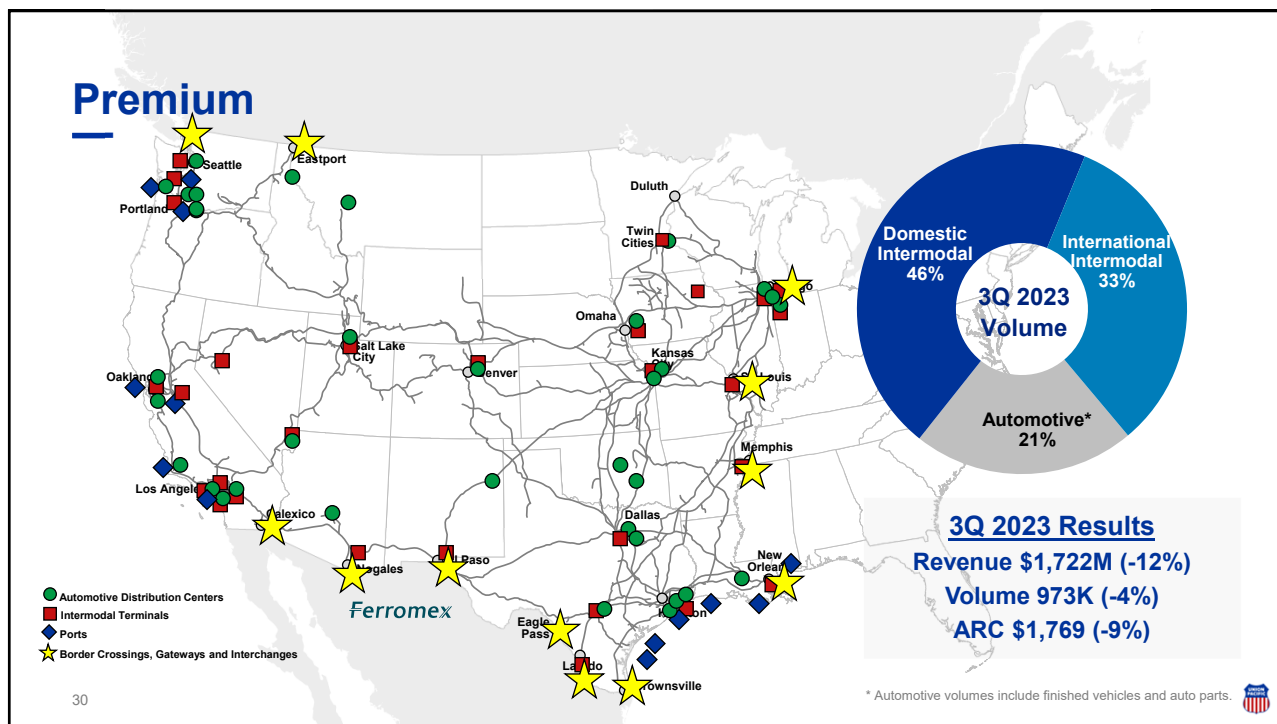 Premium
Seattle
Eastport
Portland
Duluth
Twin
Cities
Omaha
Salt Lake
City
Denver
Kansas
Oakland
Memphis
Los Angeles
Calexico
Dallas
El Paso
Nogales
New
Orleans
Ferromex
Eagle
Pass
Laredo
Brownsville
Domestic
Intermodal
46%
International
Intermodal
33%
3Q 2023
Volume
Automotive*
21%
3Q 2023 Results
Revenue $1,722M (-12%)
Volume 973K (-4%)
ARC $1,769 (-9%)
Automotive Distribution Centers
Intermodal Terminals
Ports
Border Crossings, Gateways and Interchanges
30
* Automotive volumes include finished vehicles and auto parts.
UNION
PACIFIC